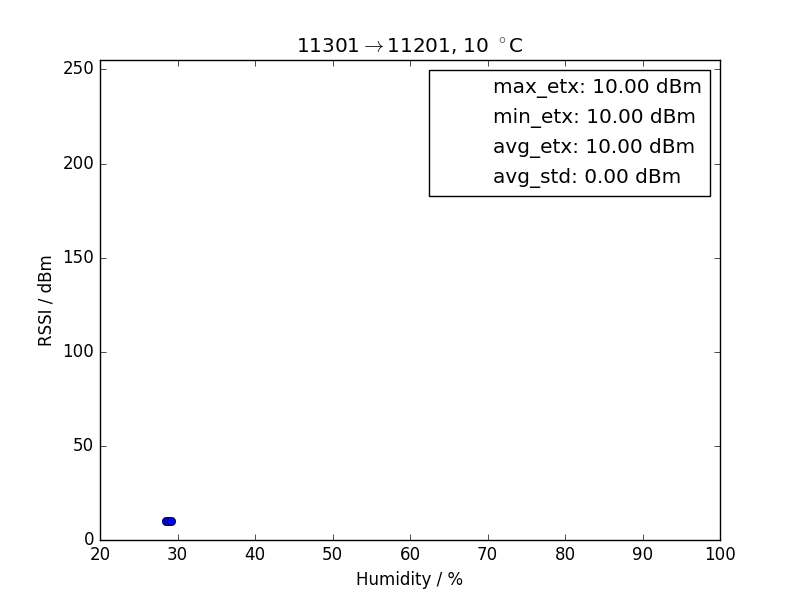 11301→11201, 10 °C
max_etx: 10.00 dBm
min_etx: 10.00 dBm
avg_etx: 10.00 dBm
avg_std: 0.00 dBm
RSSI / dBm
250
200
150
100
50
0
20 30 40 50 60 70 80 90 100
Humidity / %